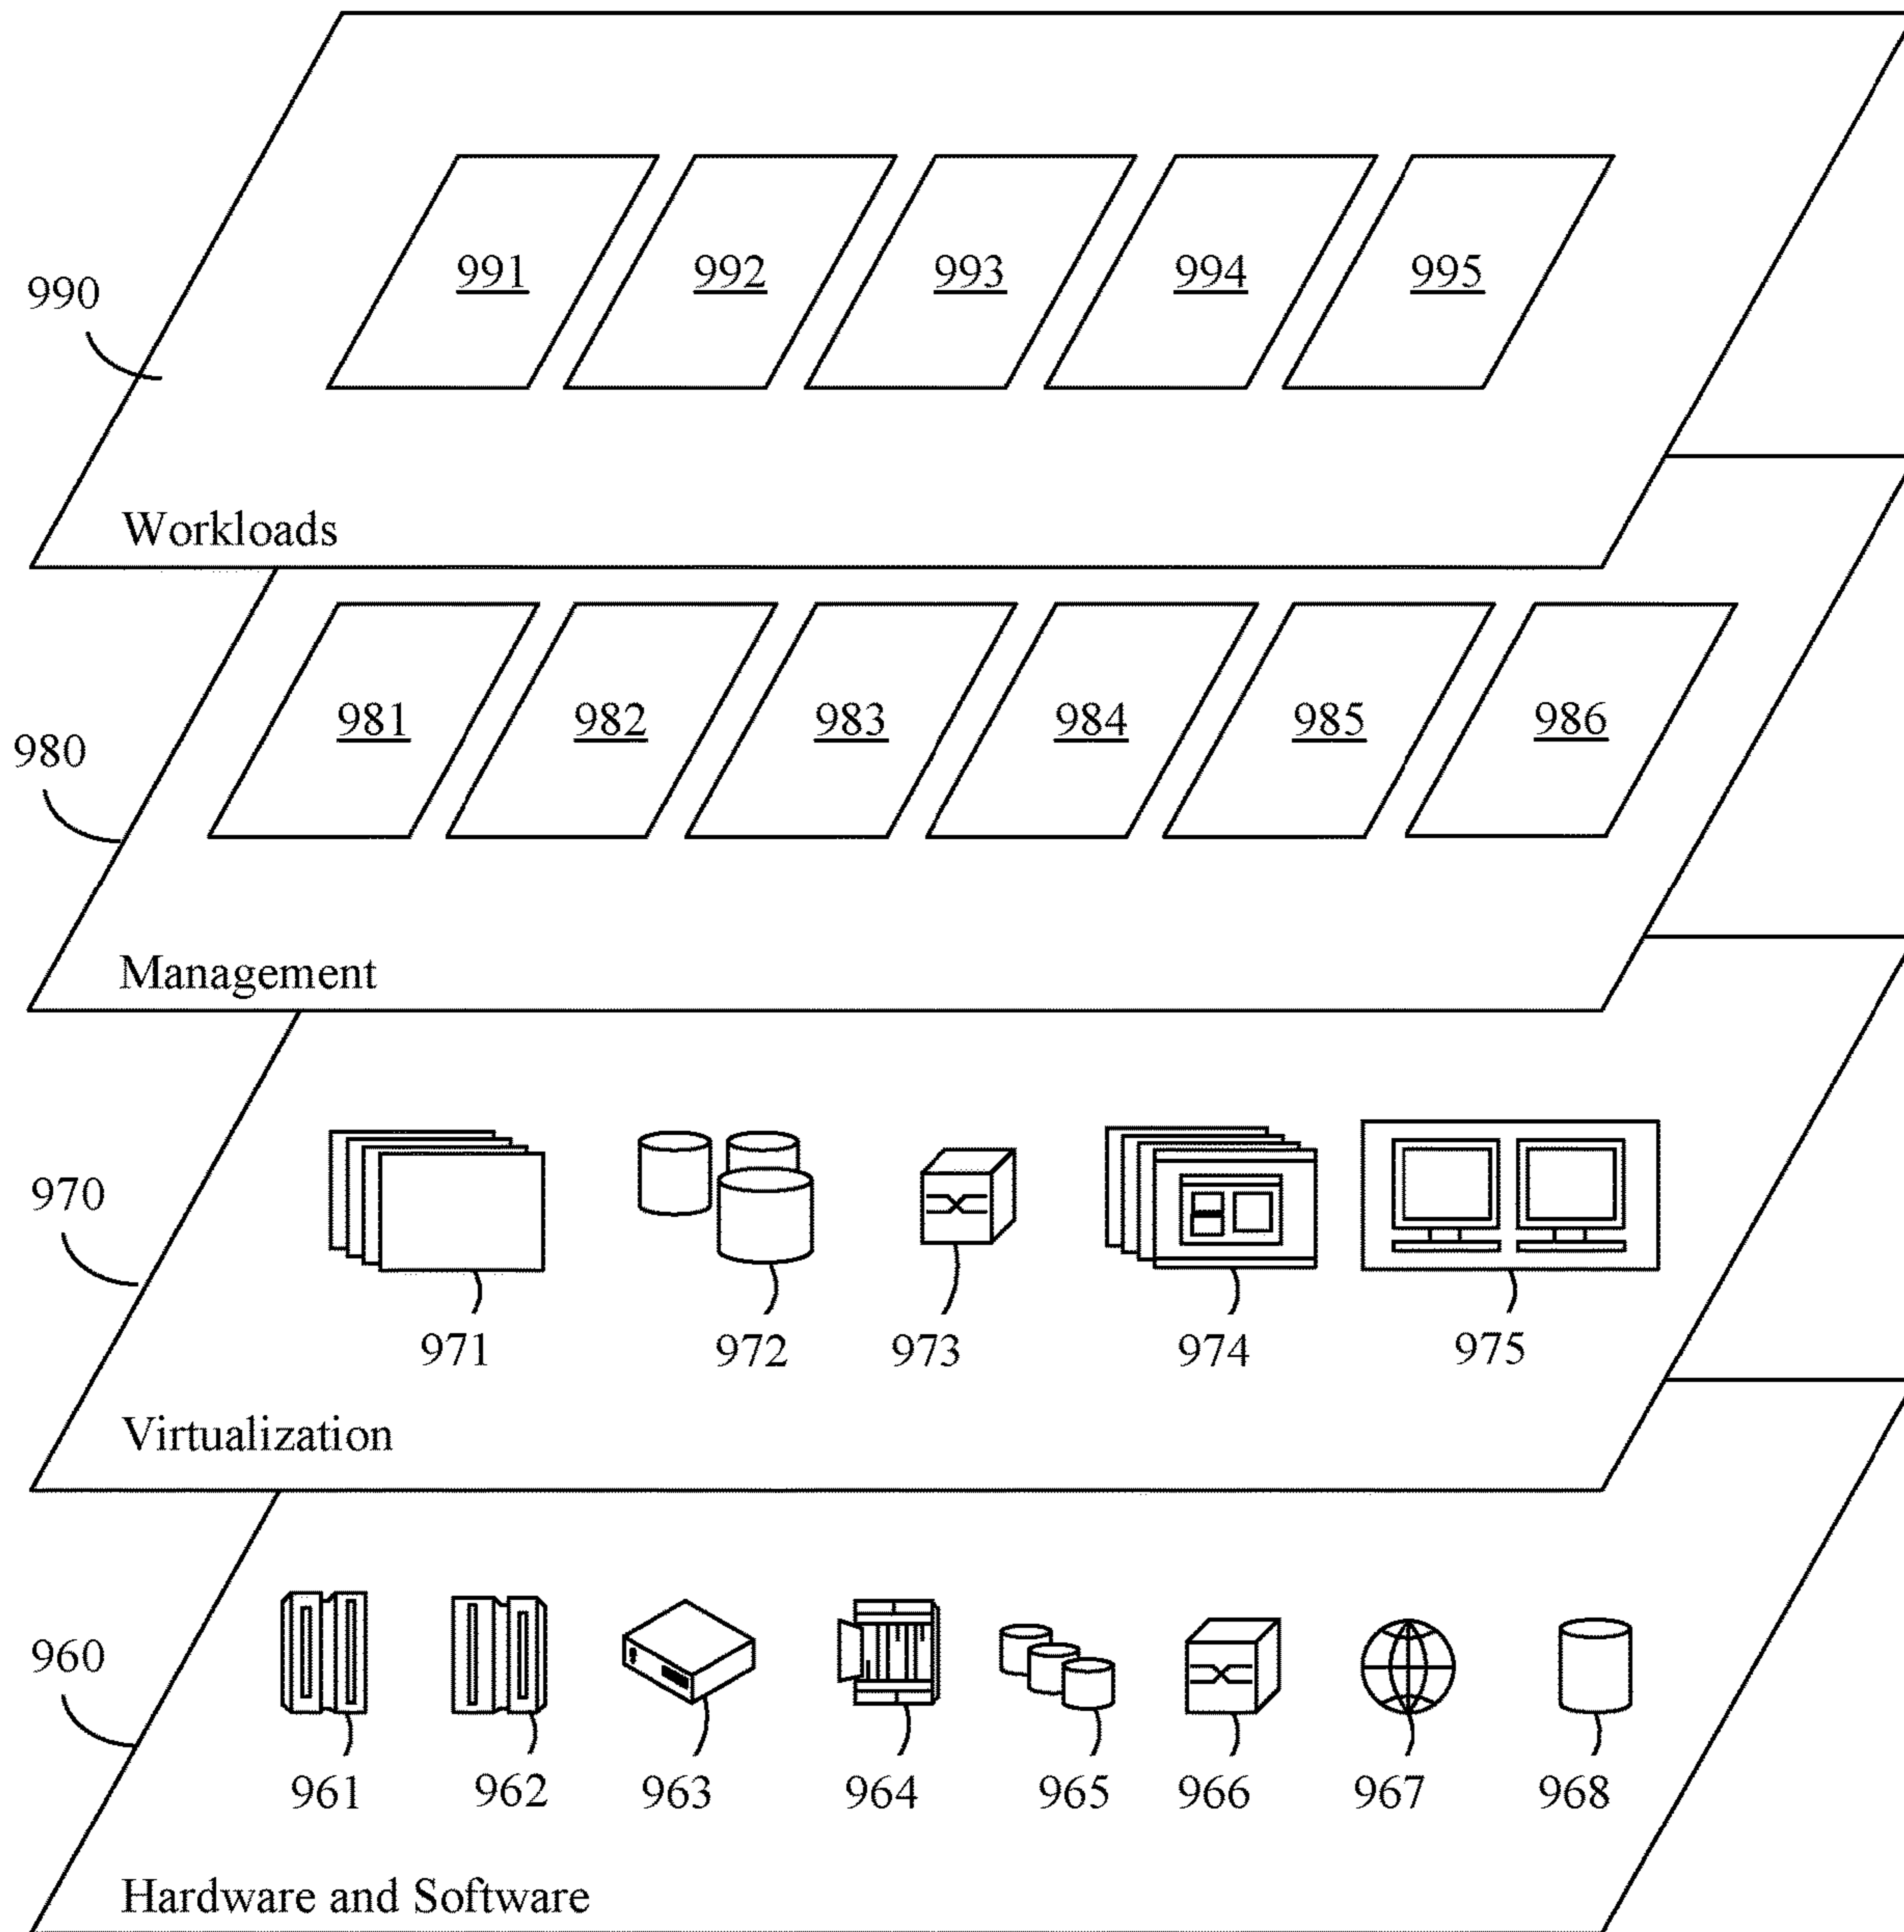 991 992 993 994 995
990
Workloads
981 982 983 984 985 986
980
Management
970
971 972 973 974 975
Virtualization
960
961 962 963 964 965 966 967 968
Hardware and Software